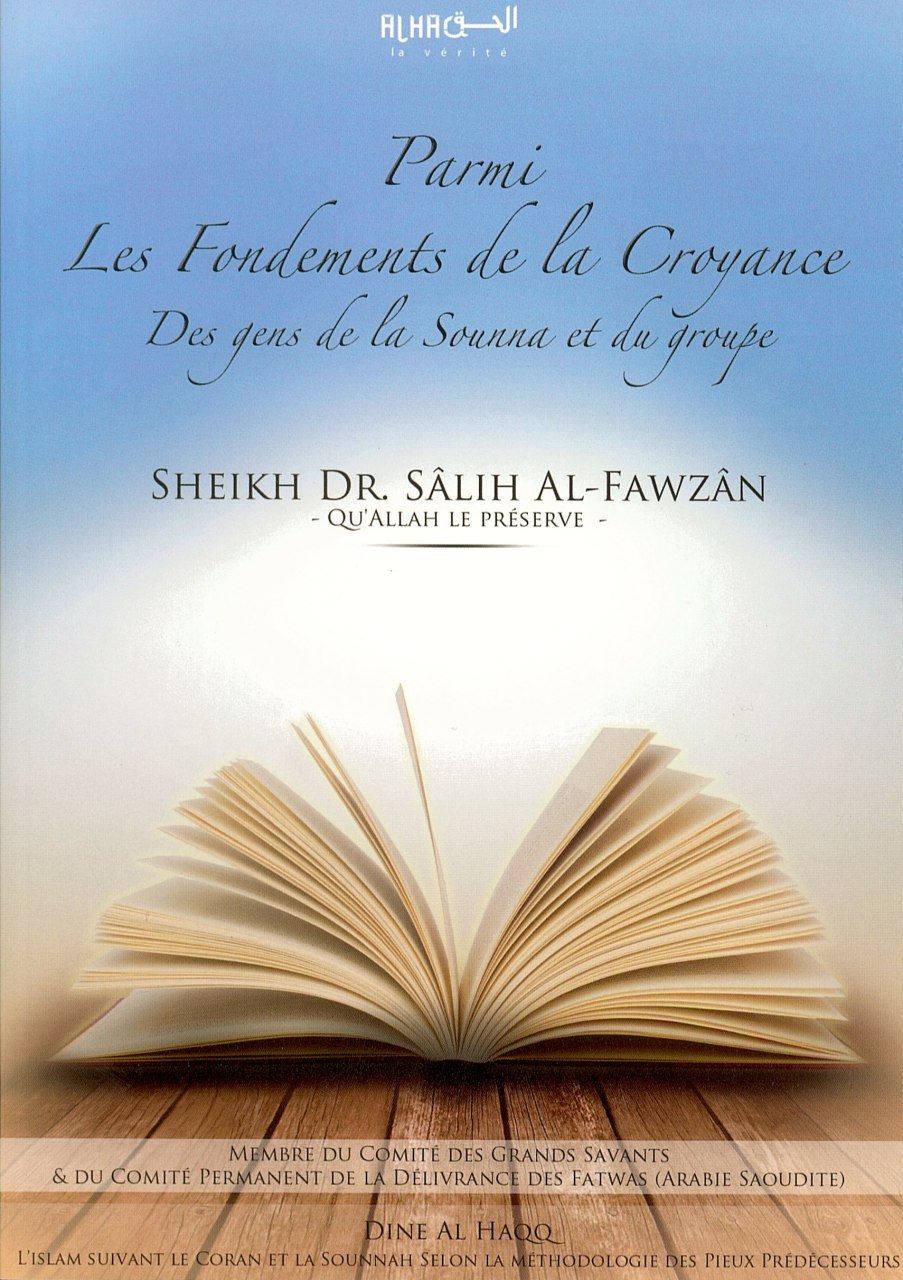 ALHAQ الحق
la vérité
Parmi
Les Fondements de la Croyance
Des gens de la Sounna et du groupe
SHEIKH DR. SÂLIH AL-FAWZÂN
- QU'ALLAH LE PRÉSERVE -
MEMBRE DU COMITÉ DES GRANDS SAVANTS
& DU COMITÉ PERMANENT DE LA DÉLIVRANCE DES FATWAS (ARABIE SAOUDITE)
DINE AL HAQQ
L'ISLAM SUIVANT LE CORAN ET LA SOUNNAH SELON LA MÉTHODOLOGIE DES PIEUX PRÉDÉCESSEURS